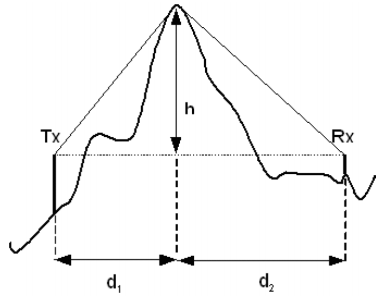 h
Tx Rx
d₁ d₂